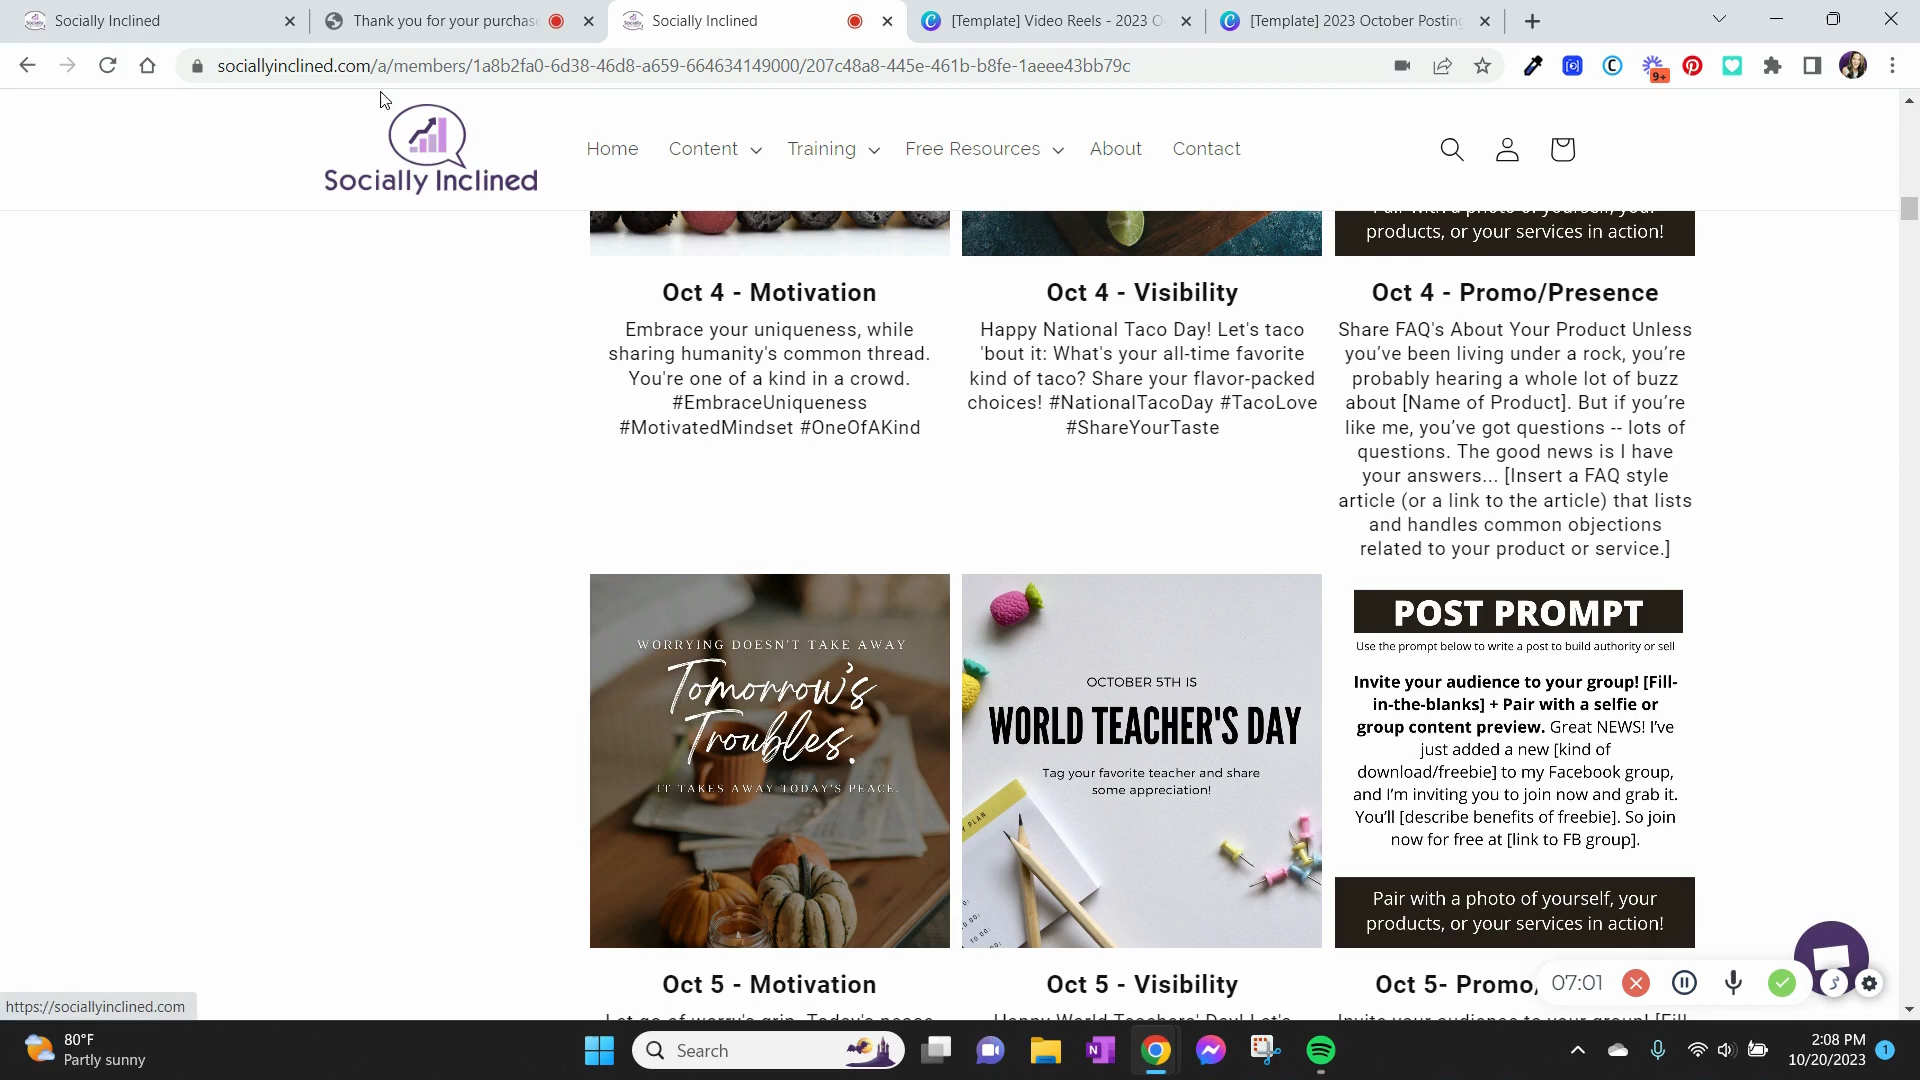 Socially Inclined
Thank you for your purchase
Socially Inclined
[Template] Video Reels - 2023 O
[Template] 2023 October Posting
sociallyinclined.com/a/members/1a8b2fa0-6d38-46d8-a659-664634149000/207c48a8-445e-461b-b8fe-1aeee43bb79c
9+
Socially Inclined
Home
Content
Training
Free Resources
About
Contact
products, or your services in action!
Oct 4 - Motivation
Embrace your uniqueness, while
sharing humanity's common thread.
You're one of a kind in a crowd.
#EmbraceUniqueness
#MotivatedMindset #OneOfAKind
Oct 4 - Visibility
Happy National Taco Day! Let's taco
'bout it: What's your all-time favorite
kind of taco? Share your flavor-packed
choices! #NationalTacoDay #TacoLove
#ShareYourTaste
Oct 4 - Promo/Presence
Share FAQ's About Your Product Unless
you've been living under a rock, you're
probably hearing a whole lot of buzz
about [Name of Product]. But if you're
like me, you've got questions -- lots of
questions. The good news is I have
your answers... [Insert a FAQ style
article (or a link to the article) that lists
and handles common objections
related to your product or service.]
WORRYING DOESN'T TAKE AWAY
Tomorrow's
Troubles.
IT TAKES AWAY TODAY'S PEACE.
OCTOBER 5TH IS
WORLD TEACHER'S DAY
Tag your favorite teacher and share
some appreciation!
PLAN
POST PROMPT
Use the prompt below to write a post to build authority or sell
Invite your audience to your group! [Fill-
in-the-blanks] + Pair with a selfie or
group content preview. Great NEWS! I've
just added a new [kind of
download/freebie] to my Facebook group,
and I'm inviting you to join now and grab it.
You'll [describe benefits of freebie]. So join
now for free at [link to FB group].
Pair with a photo of yourself, your
products, or your services in action!
Oct 5 - Motivation
Oct 5 - Visibility
Oct 5- Promo/
07:01
https://sociallyinclined.com
80°F
Partly sunny
Search
2:08 PM
10/20/2023
1